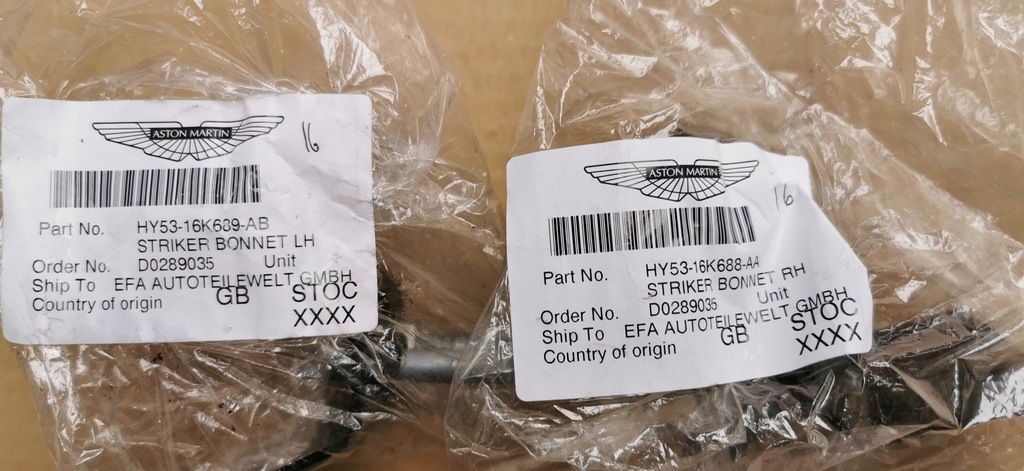 ASTON MARTIN
16
Part No. HY53-16K689-AB
STRIKER BONNET LH
Order No. D0289035 Unit
Ship To EFA AUTOTEILEWELT GMBH
Country of origin GB STOC
XXXX
ASTON MARTIN
16
Part No. HY53-16K688-AA
STRIKER BONNET RH
Order No. D0289035 Unit
Ship To EFA AUTOTEILEWELT GMBH
Country of origin GB STOC
XXXX